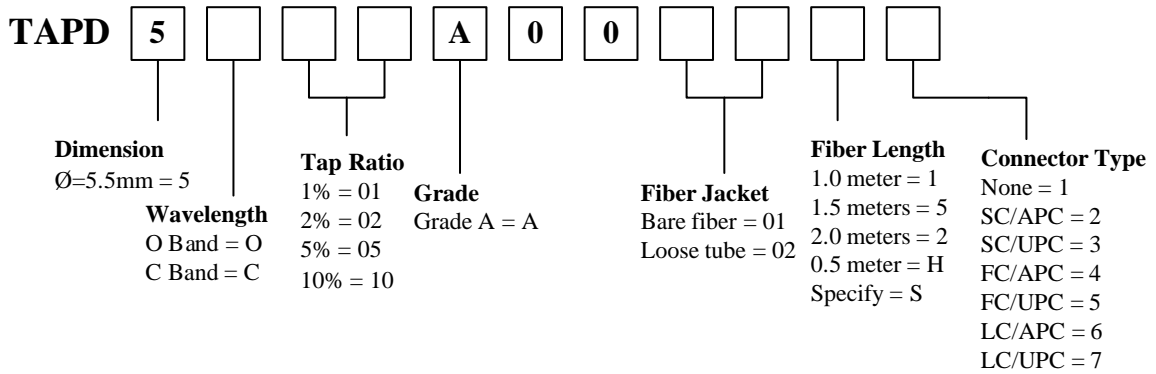 TAPD 5 A 0 0
Dimension
Ø=5.5mm = 5
Wavelength
O Band = O
C Band = C
Tap Ratio
1% = 01
2% = 02
5% = 05
10% = 10
Grade
Grade A = A
Fiber Jacket
Bare fiber = 01
Loose tube = 02
Fiber Length
1.0 meter = 1
1.5 meters = 5
2.0 meters = 2
0.5 meter = H
Specify = S
Connector Type
None = 1
SC/APC = 2
SC/UPC = 3
FC/APC = 4
FC/UPC = 5
LC/APC = 6
LC/UPC = 7